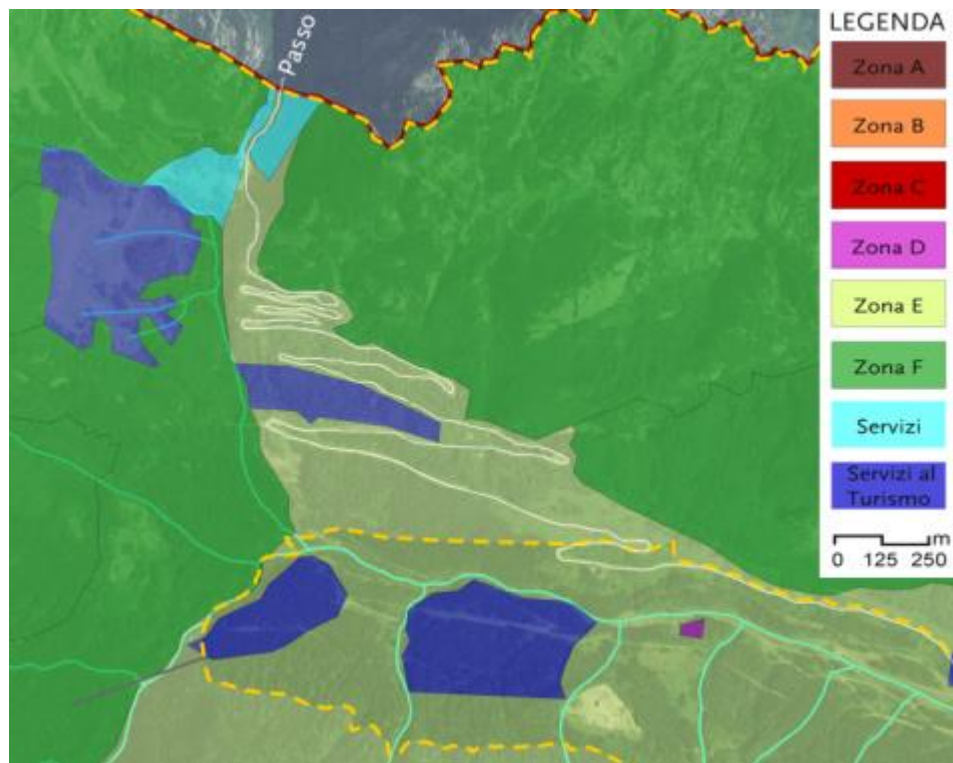 Passo
LEGENDA
Zona A
Zona B
Zona C
Zona D
Zona E
Zona F
Servizi
Servizi al
Turismo
m
0 125 250